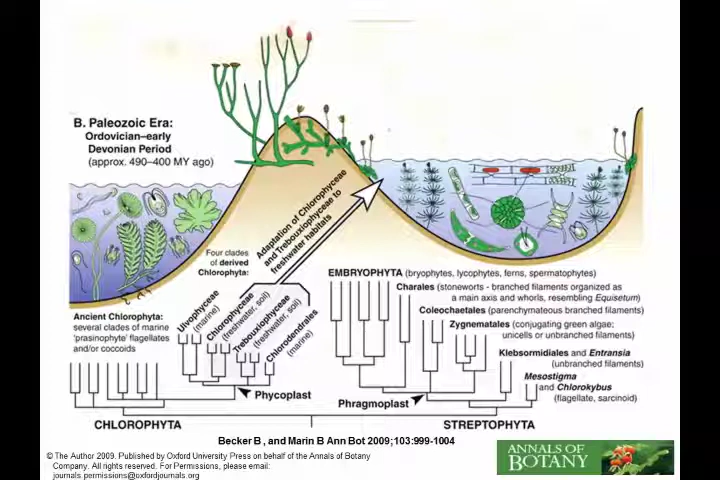 B. Paleozoic Era:
Ordovician–early
Devonian Period
(approx. 490–400 MY ago)
Adaptation of Chlorophyceae
and Trebouxiophyceae to
freshwater habitats
Four clades
of derived
Chlorophyta:
Ancient Chlorophyta:
several clades of marine
'prasinophyte' flagellates
and/or coccoids
Ulvophyceae
(marine)
Chlorophyceae
(freshwater, soil)
Trebouxiophyceae
(freshwater, soil)
Chlorodendrales
(marine)
EMBRYOPHYTA (bryophytes, lycophytes, ferns, spermatophytes)
Charales (stoneworts - branched filaments organized as
a main axis and whorls, resembling Equisetum)
Coleochaetales (parenchymateous branched filaments)
Zygnematales (conjugating green algae;
unicells or unbranched filaments)
Klebsormidiales and Entransia
(unbranched filaments)
Mesostigma
and Chlorokybus
(flagellate, sarcinoid)
Phycoplast
Phragmoplast
CHLOROPHYTA
STREPTOPHYTA
Becker B , and Marin B Ann Bot 2009;103:999-1004
© The Author 2009. Published by Oxford University Press on behalf of the Annals of Botany
Company. All rights reserved. For Permissions, please email:
journals.permissions@oxfordjournals.org
ANNALS OF
BOTANY